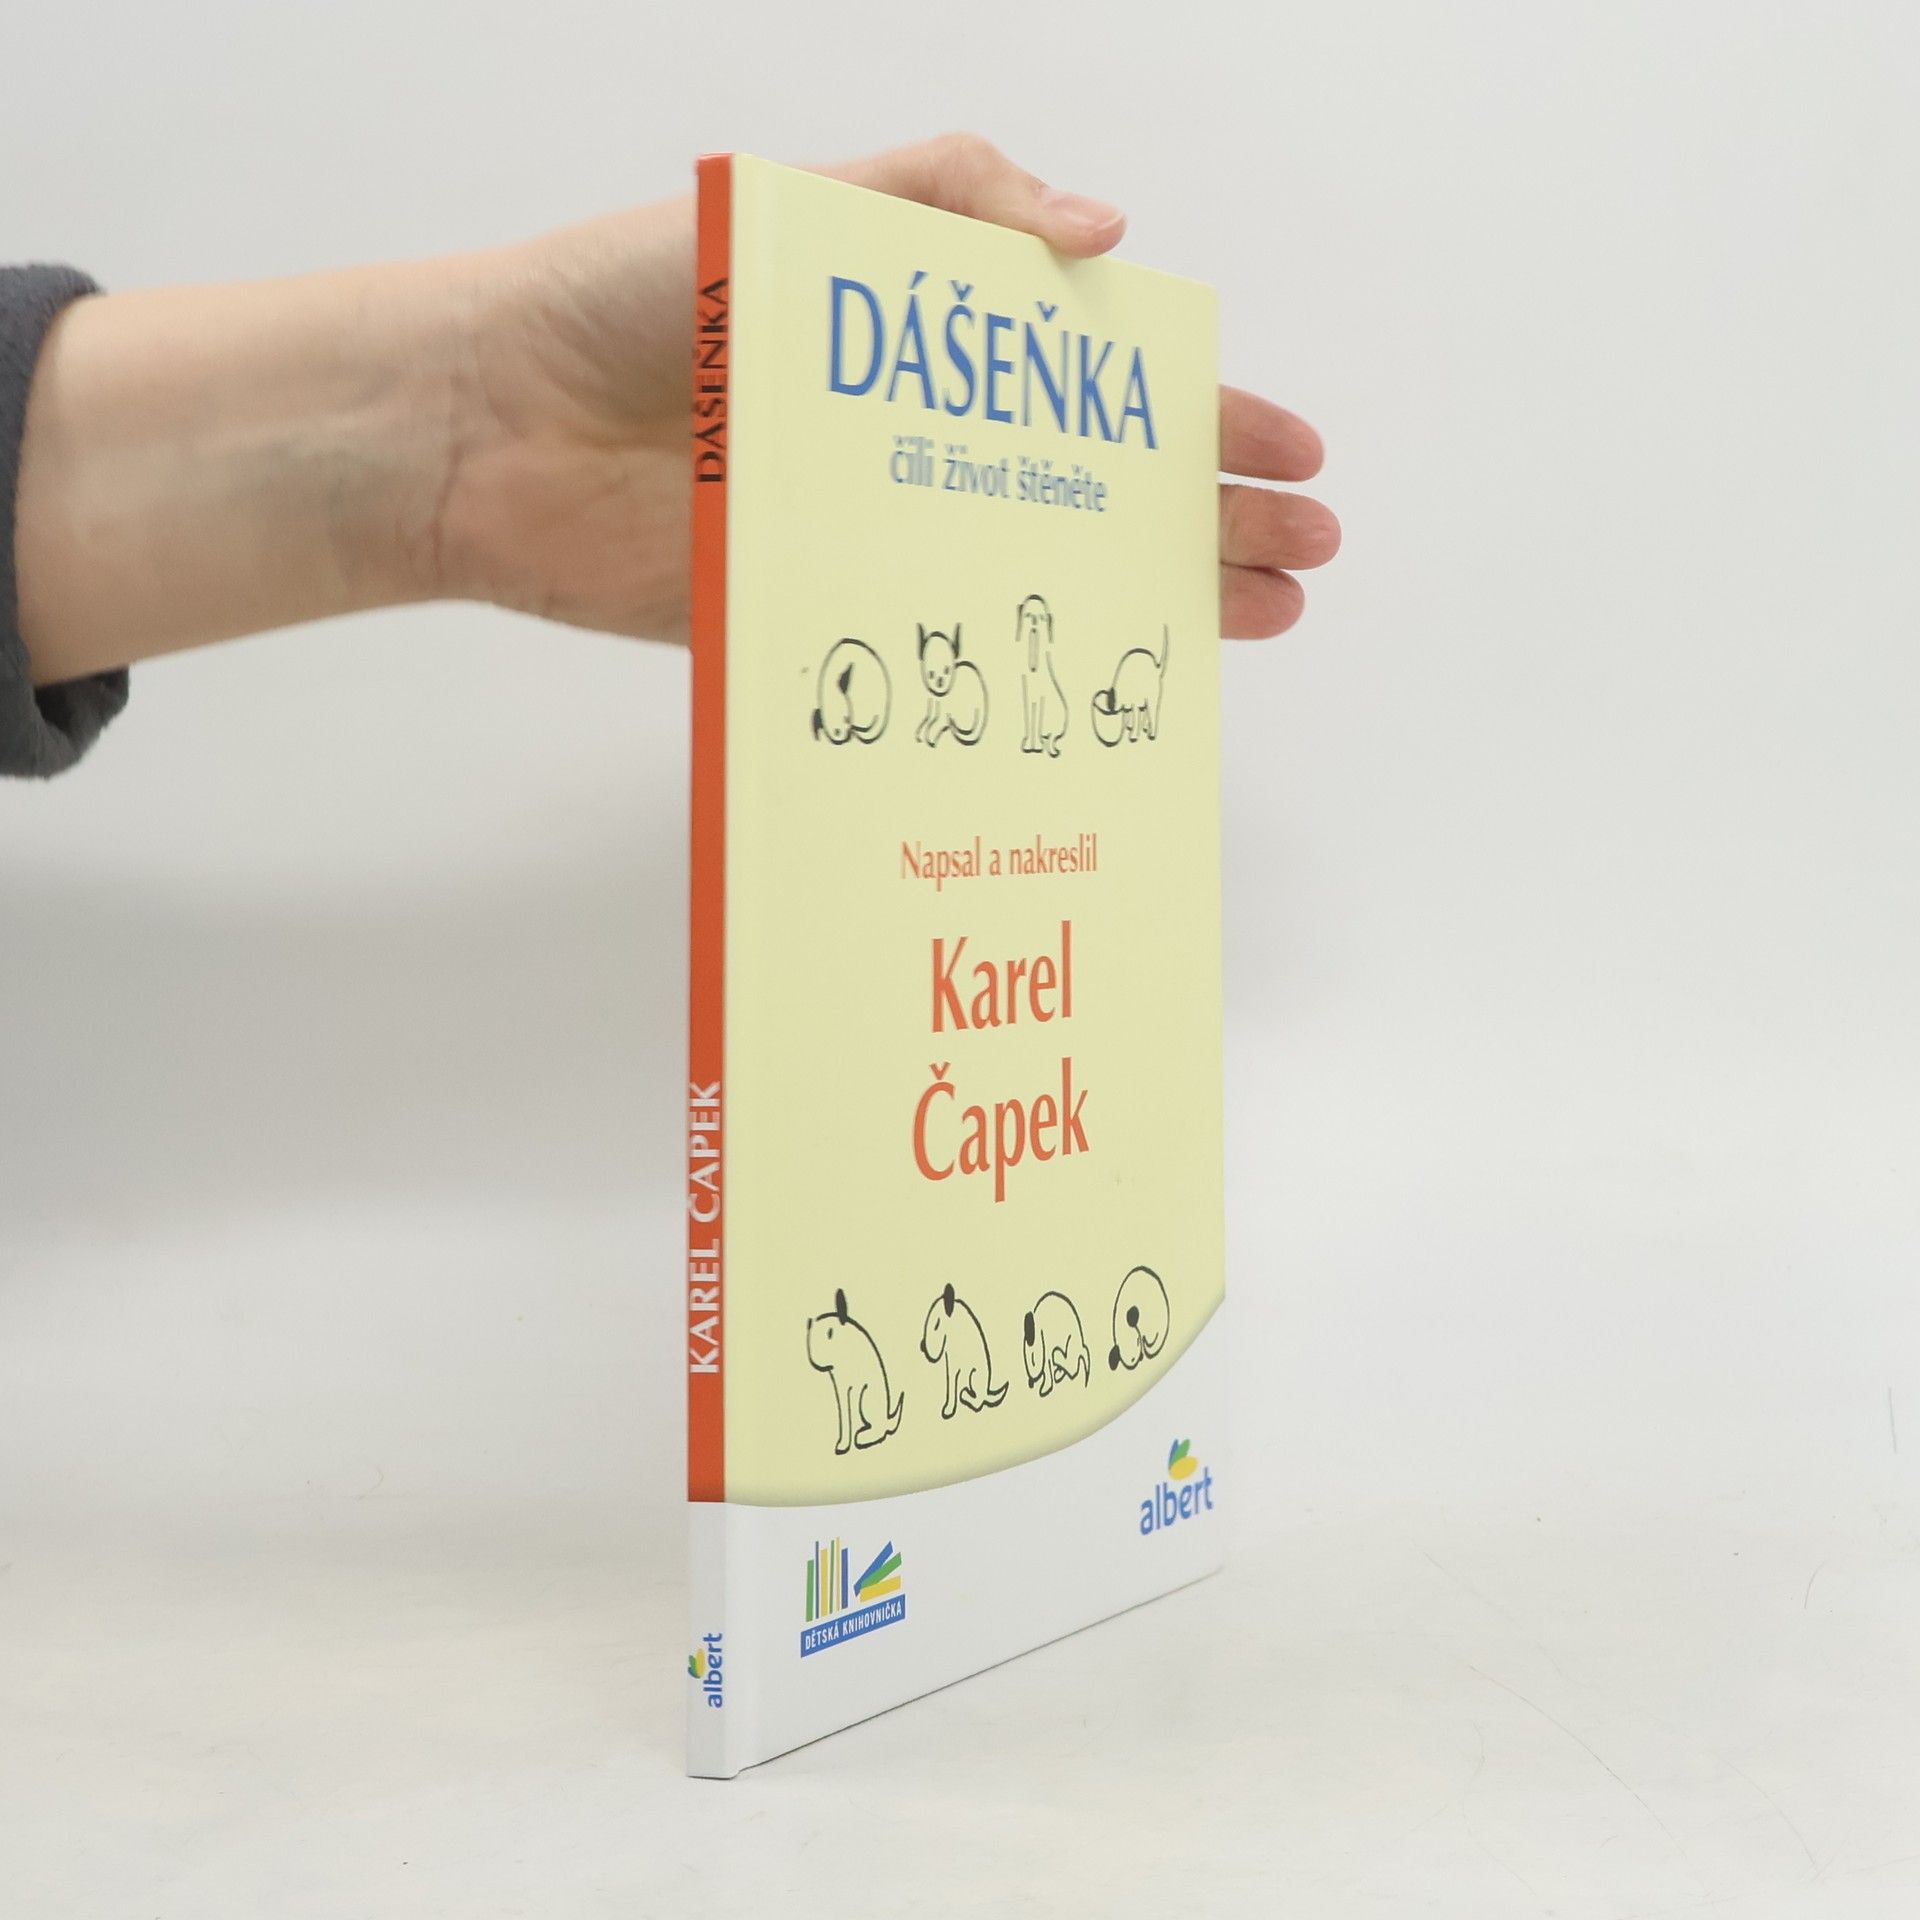 DÁŠEŇKA
KAREL ČAPEK
albert
DÁŠEŇKA
čili život štěněte
Napsal a nakreslil
Karel
Čapek
albert
DĚTSKÁ KNIHOVNIČKA